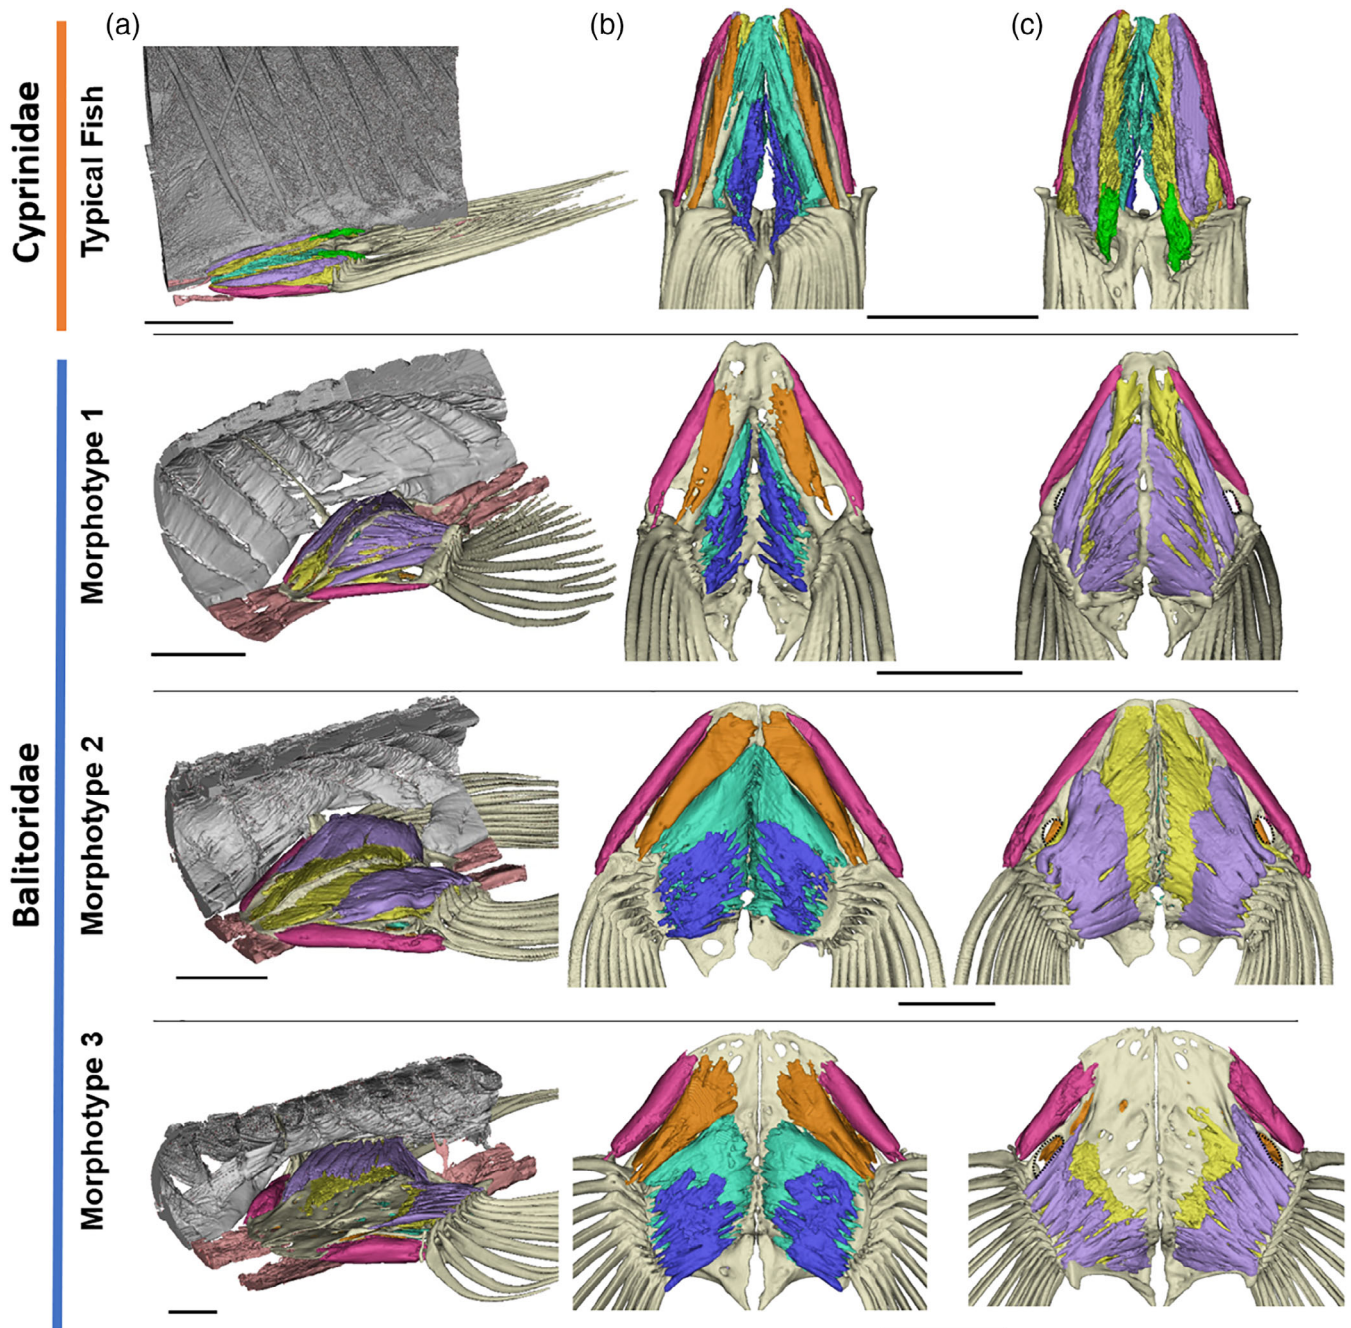 (a)
(b)
(c)
Cyprinidae
Typical Fish
Balitoridae
Morphotype 1
Morphotype 2
Morphotype 3